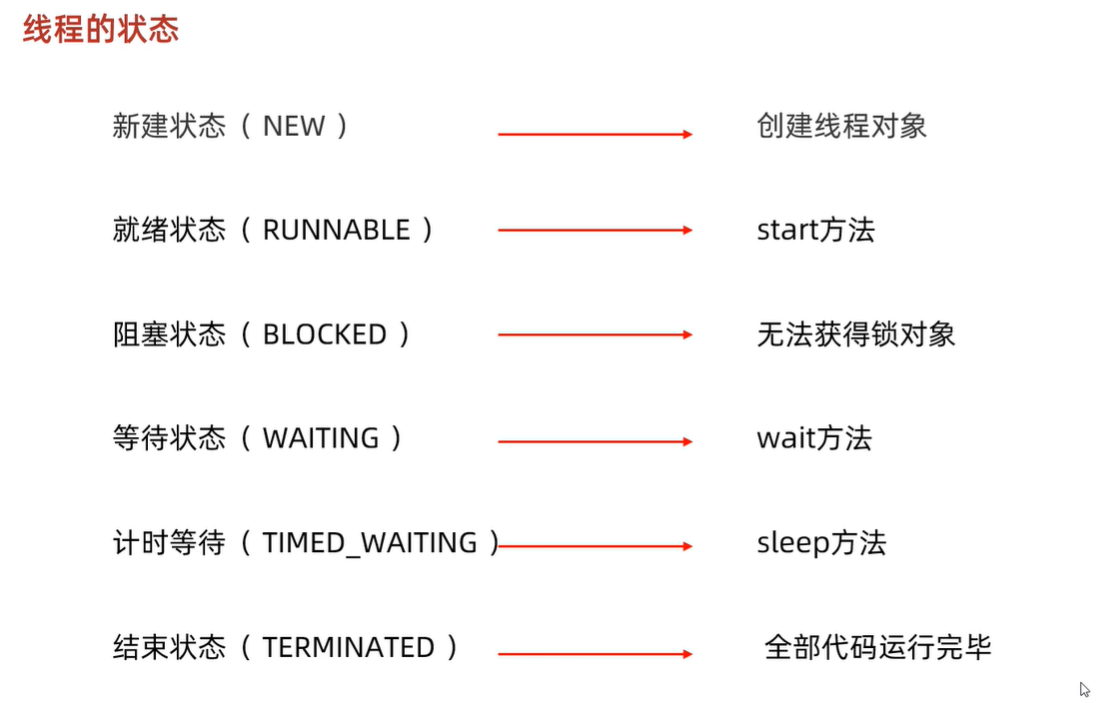 线程的状态
新建状态（ NEW ） 创建线程对象
就绪状态（ RUNNABLE ） start方法
阻塞状态（ BLOCKED ） 无法获得锁对象
等待状态（ WAITING ） wait方法
计时等待（ TIMED_WAITING ） sleep方法
结束状态（ TERMINATED ） 全部代码运行完毕